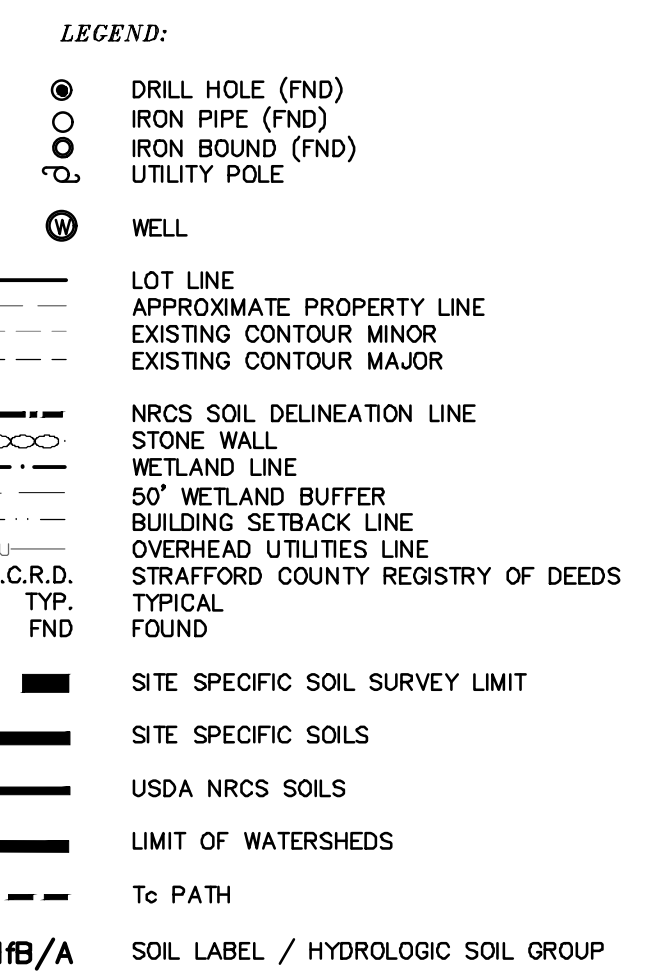 LEGEND:
DRILL HOLE (FND)
IRON PIPE (FND)
IRON BOUND (FND)
UTILITY POLE
W WELL
LOT LINE
APPROXIMATE PROPERTY LINE
EXISTING CONTOUR MINOR
EXISTING CONTOUR MAJOR
NRCS SOIL DELINEATION LINE
STONE WALL
WETLAND LINE
50' WETLAND BUFFER
BUILDING SETBACK LINE
U OVERHEAD UTILITIES LINE
.C.R.D. STRAFFORD COUNTY REGISTRY OF DEEDS
TYP. TYPICAL
FND FOUND
SITE SPECIFIC SOIL SURVEY LIMIT
SITE SPECIFIC SOILS
USDA NRCS SOILS
LIMIT OF WATERSHEDS
Tc PATH
SOIL LABEL / HYDROLOGIC SOIL GROUP